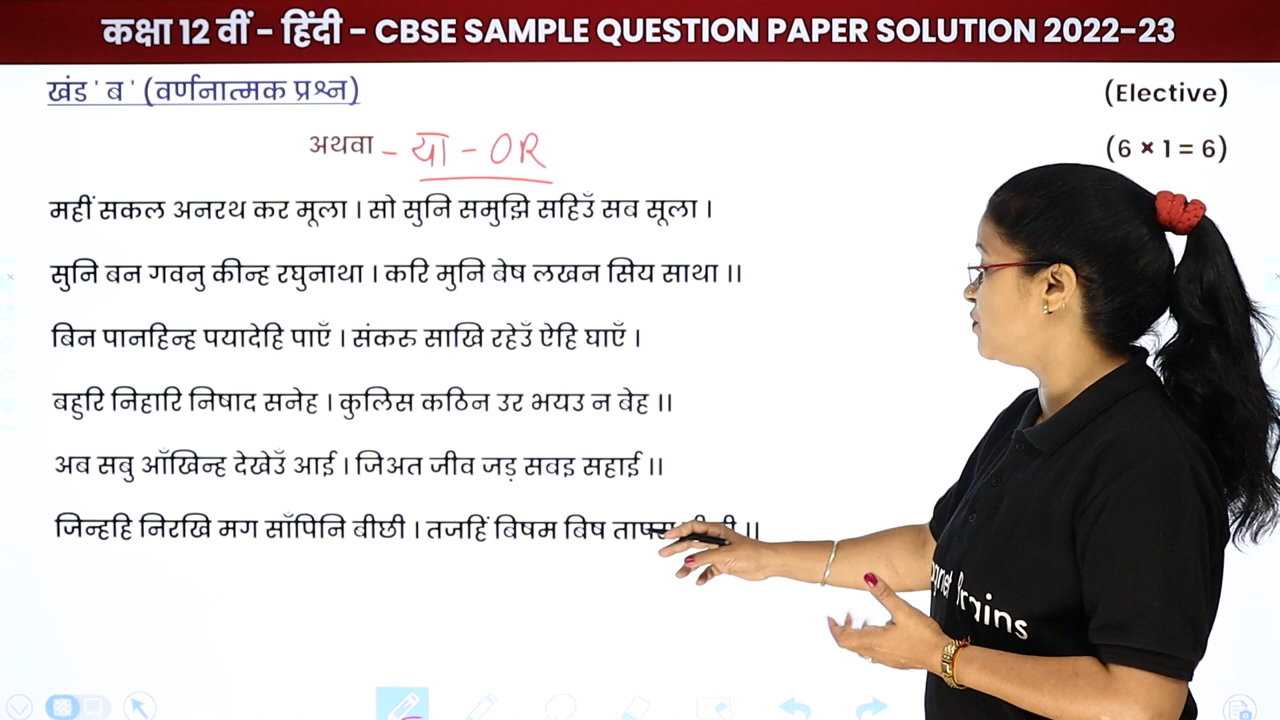 कक्षा 12 वीं - हिंदी - CBSE SAMPLE QUESTION PAPER SOLUTION 2022-23
खंड ' ब ' (वर्णनात्मक प्रश्न)
(Elective)
अथवा - या - OR
(6 × 1 = 6)
महीं सकल अनरथ कर मूला । सो सुनि समुझि सहिउँ सब सूला ।
सुनि बन गवनु कीन्ह रघुनाथा । करि मुनि बेष लखन सिय साथा ।।
बिन पानहिन्ह पयादेहि पाएँ । संकरु साखि रहेउँ ऐहि घाएँ ।
बहुरि निहारि निषाद सनेह । कुलिस कठिन उर भयउ न बेह ।।
अब सबु आँखिन्ह देखेउँ आई । जिअत जीव जड़ सबइ सहाई ।।
जिन्हहि निरखि मग साँपिनि बीछी । तजहिं बिषम बिष ।।
Brains